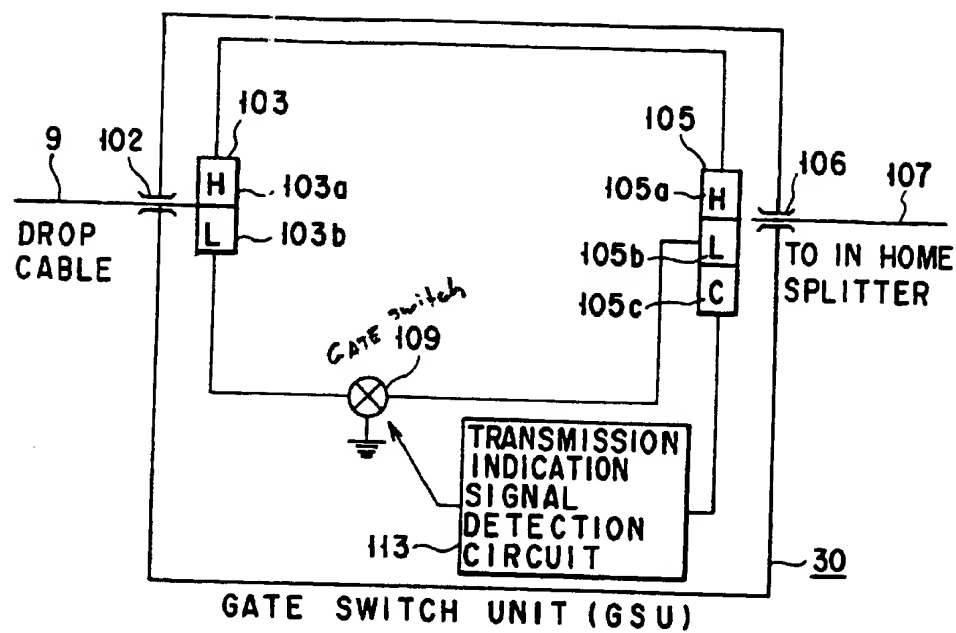 103
105
9
102
106
107
H
103a
105a
H
L
103b
105b
L
105c
C
DROP
CABLE
TO IN HOME
SPLITTER
GATE switch
109
TRANSMISSION
INDICATION
SIGNAL
DETECTION
CIRCUIT
113
30
GATE SWITCH UNIT (GSU)